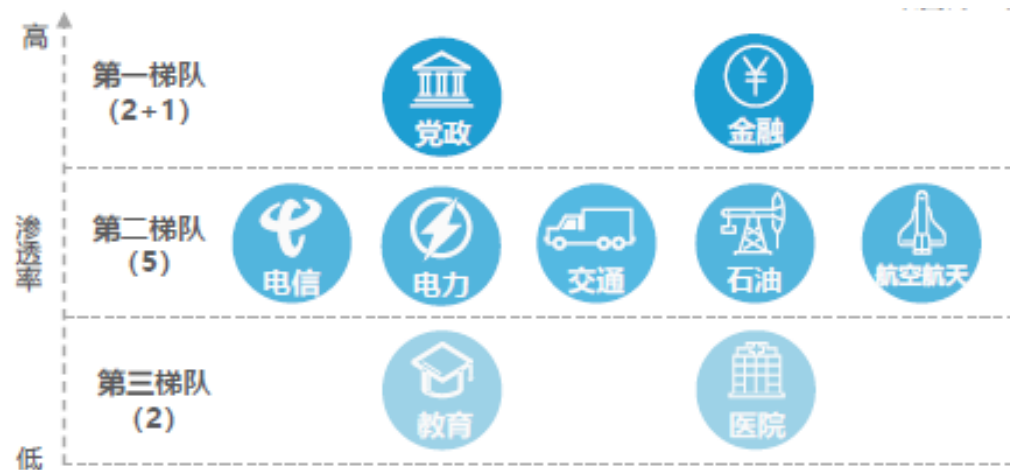 高
第一梯队
（2+1）
党政
金融
渗透率
第二梯队
（5）
电信
电力
交通
石油
航空航天
第三梯队
（2）
教育
医院
低